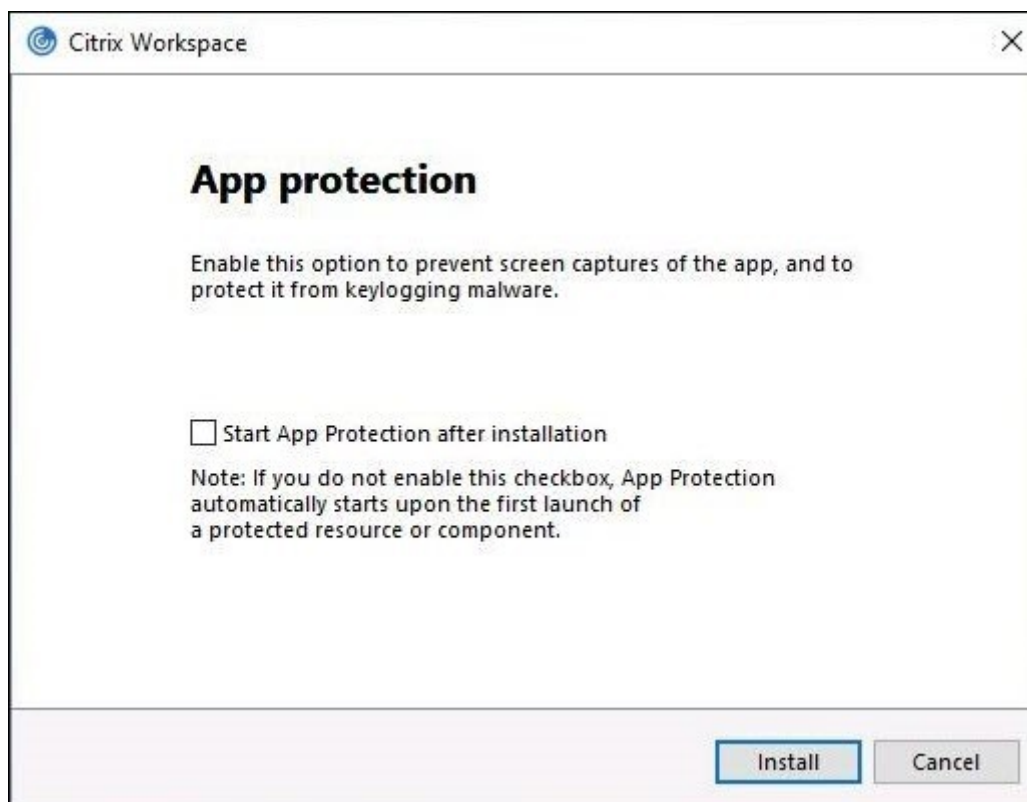 Citrix Workspace
App protection
Enable this option to prevent screen captures of the app, and to
protect it from keylogging malware.
Start App Protection after installation
Note: If you do not enable this checkbox, App Protection
automatically starts upon the first launch of
a protected resource or component.
Install Cancel